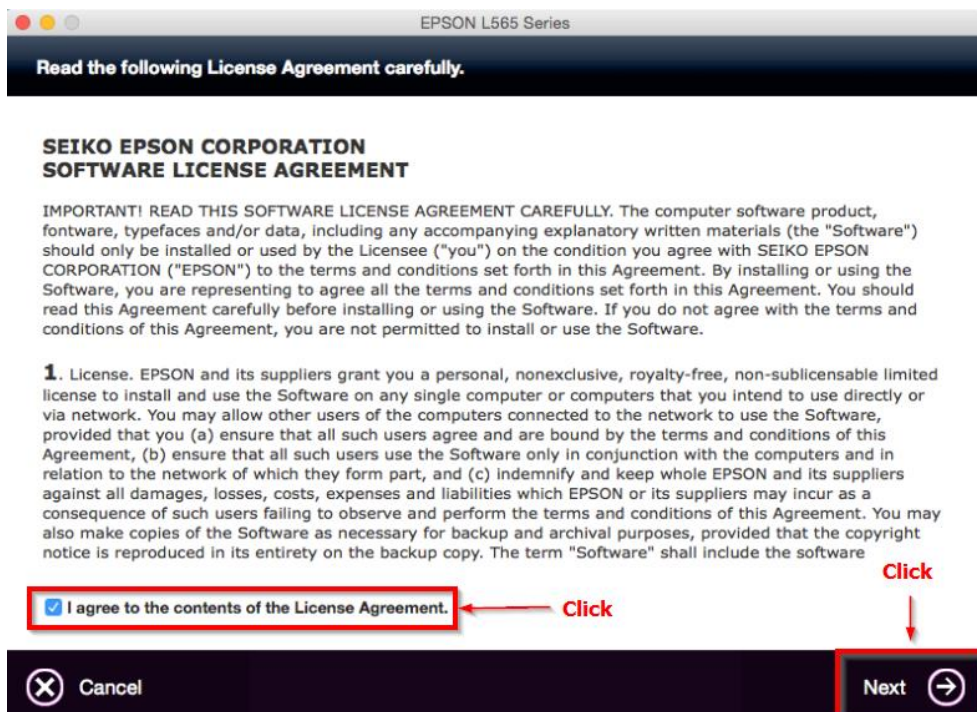 EPSON L565 Series
Read the following License Agreement carefully.
SEIKO EPSON CORPORATION
SOFTWARE LICENSE AGREEMENT
IMPORTANT! READ THIS SOFTWARE LICENSE AGREEMENT CAREFULLY. The computer software product,
fontware, typefaces and/or data, including any accompanying explanatory written materials (the "Software")
should only be installed or used by the Licensee ("you") on the condition you agree with SEIKO EPSON
CORPORATION ("EPSON") to the terms and conditions set forth in this Agreement. By installing or using the
Software, you are representing to agree all the terms and conditions set forth in this Agreement. You should
read this Agreement carefully before installing or using the Software. If you do not agree with the terms and
conditions of this Agreement, you are not permitted to install or use the Software.
1. License. EPSON and its suppliers grant you a personal, nonexclusive, royalty-free, non-sublicensable limited
license to install and use the Software on any single computer or computers that you intend to use directly or
via network. You may allow other users of the computers connected to the network to use the Software,
provided that you (a) ensure that all such users agree and are bound by the terms and conditions of this
Agreement, (b) ensure that all such users use the Software only in conjunction with the computers and in
relation to the network of which they form part, and (c) indemnify and keep whole EPSON and its suppliers
against all damages, losses, costs, expenses and liabilities which EPSON or its suppliers may incur as a
consequence of such users failing to observe and perform the terms and conditions of this Agreement. You may
also make copies of the Software as necessary for backup and archival purposes, provided that the copyright
notice is reproduced in its entirety on the backup copy. The term "Software" shall include the software
Click
I agree to the contents of the License Agreement.
Click
Cancel
Next